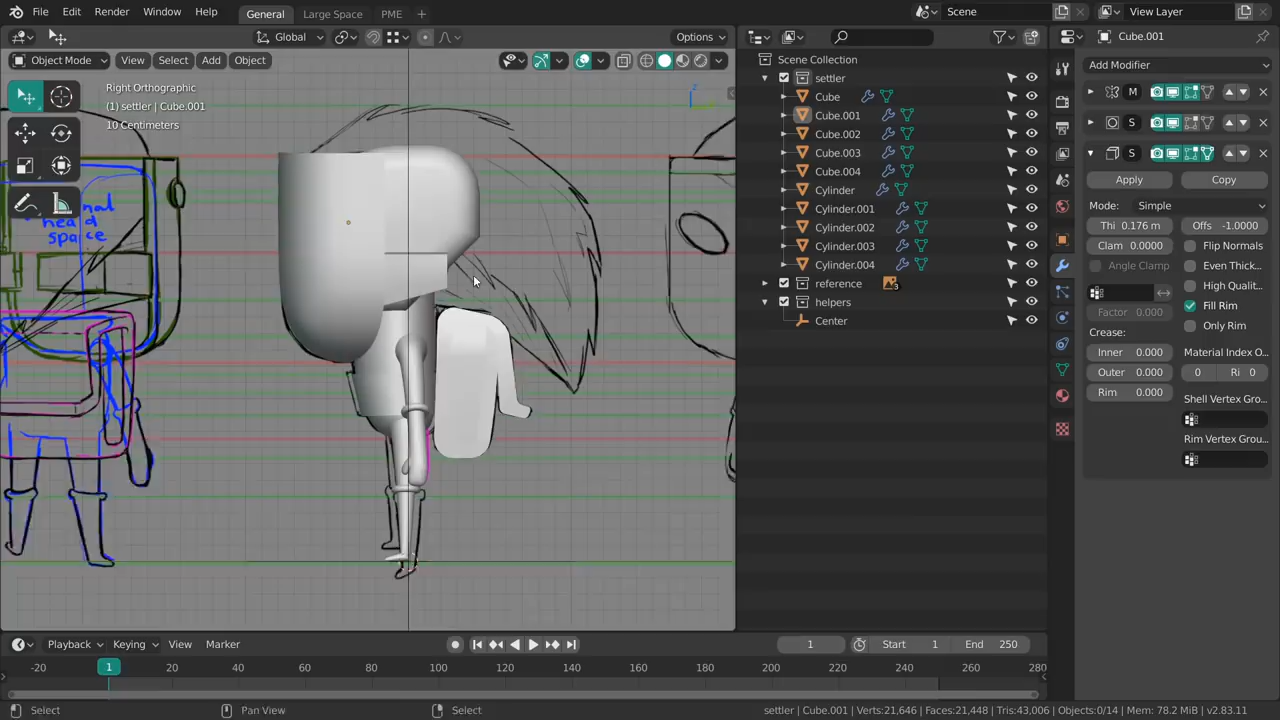 File Edit Render Window Help General Large Space PME Scene View Layer
Global Options Cube.001
Object Mode View Select Add Object Scene Collection Add Modifier
Right Orthographic
(1) settler | Cube.001
10 Centimeters
settler
Cube
Cube.001
Cube.002
Cube.003
Cube.004
Cylinder
Cylinder.001
Cylinder.002
Cylinder.003
Cylinder.004
reference
3
helpers
Center
M
S
S
Apply Copy
Mode: Simple
Thi 0.176 m Offs -1.0000
Clam 0.0000 Flip Normals
Angle Clamp Even Thick...
High Qualit...
Factor 0.000 Fill Rim
Crease: Only Rim
Inner 0.000 Material Index O...
Outer 0.000 0 Ri 0
Rim 0.000 Shell Vertex Gro...
Rim Vertex Grou...
head
space
z
Playback Keying View Marker 1 Start 1 End 250
-20 1 20 40 60 80 100 120 140 160 180 200 220 240 260 280
Select Pan View Select settler | Cube.001 | Verts:21,646 | Faces:21,448 | Tris:43,006 | Objects:0/14 | Mem: 78.2 MiB | v2.83.11